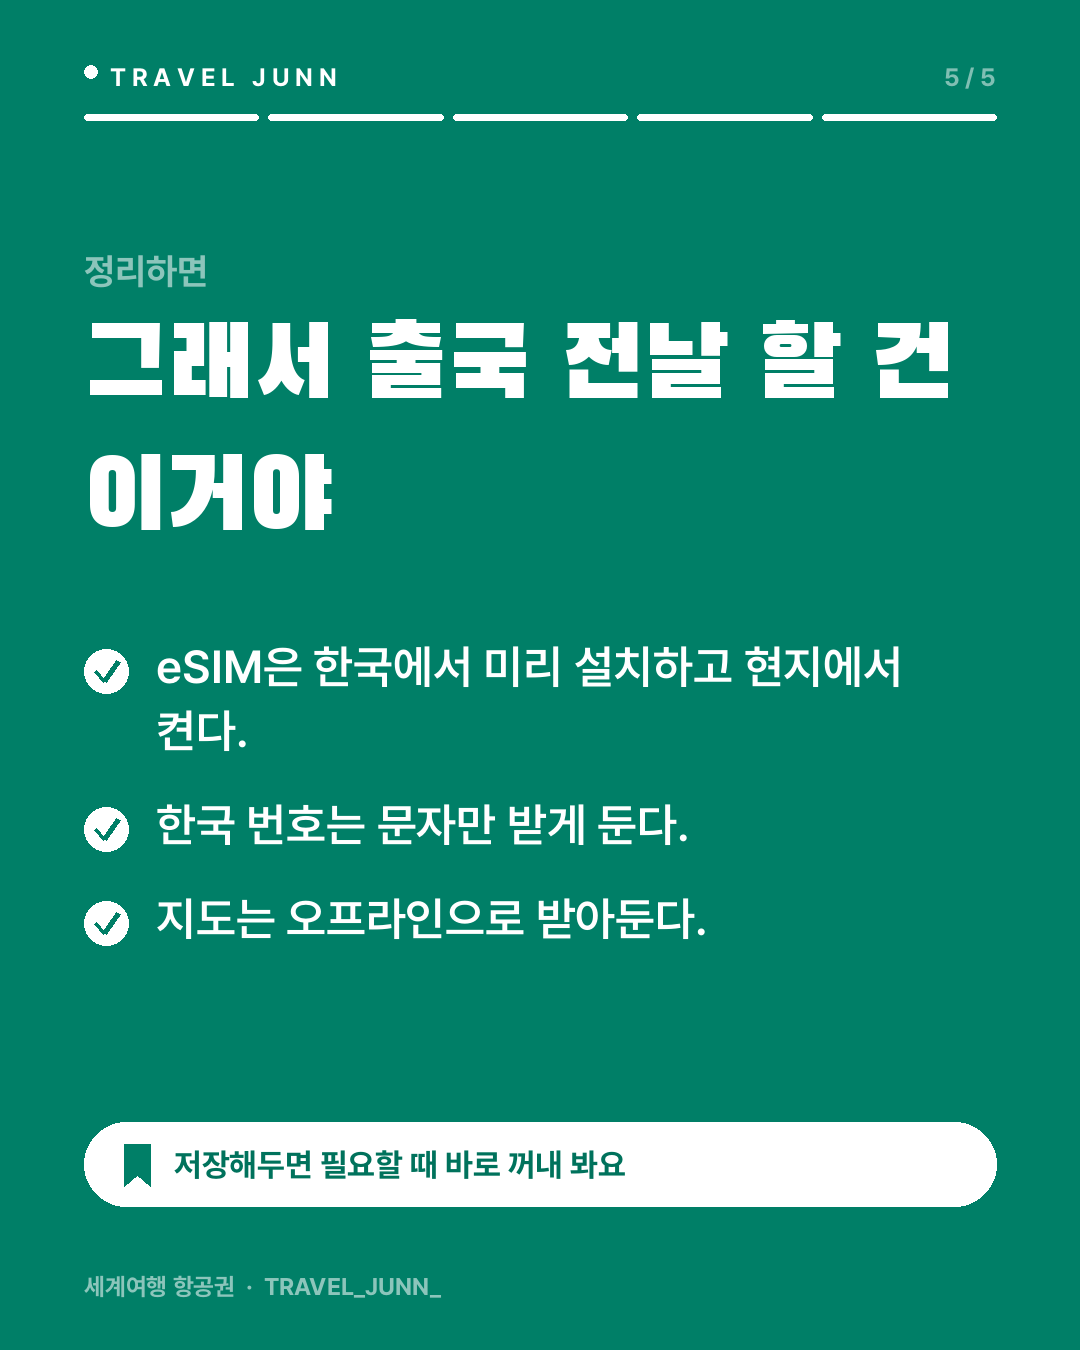 TRAVEL JUNN
5 / 5
정리하면
그래서 출국 전날 할 건
이거야
eSIM은 한국에서 미리 설치하고 현지에서
켠다.
한국 번호는 문자만 받게 둔다.
지도는 오프라인으로 받아둔다.
저장해두면 필요할 때 바로 꺼내 봐요
세계여행 항공권 · TRAVEL_JUNN_